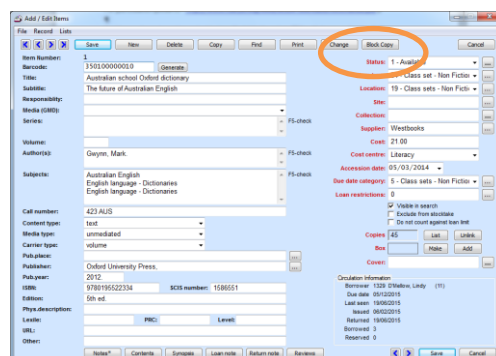 Add / Edit Items
File Record Lists
Save New Delete Copy Find Print Change Block Copy Cancel
Item Number: 1
Barcode: 350100000010 Generate
Title: Australian school Oxford dictionary
Subtitle: The future of Australian English
Responsibility:
Media (GMD):
Series: F5-check
Volume:
Author(s): Gwynn, Mark. F5-check
Subjects: Australian English F5-check
English language - Dictionaries
English language - Dictionaries
Call number: 423 AUS
Content type: text
Media type: unmediated
Carrier type: volume
Pub.place:
Publisher: Oxford University Press,
Pub.year: 2012.
ISBN: 9780195522334 SCIS number: 1586551
Edition: 5th ed.
Phys.description:
Lexile: PRC: Level:
URL:
Other:
Notes* Contents Synopsis Loan note Return note Reviews
Status: 1 - Available
- Class set - Non Fictio
Location: 19 - Class sets - Non Fictio
Site:
Collection:
Supplier: Westbooks
Cost: 21.00
Cost centre: Literacy
Accession date: 05/03/2014
Due date category: 5 - Class sets - Non Fictio
Loan restrictions: 0
Visible in search
Exclude from stocktake
Do not count against loan limit
Copies 45 List Unlink
Box Make Add
Cover:
Circulation Information
Borrower 1329 D'Mellow, Lindy (11)
Due date 05/12/2015
Last seen 19/06/2015
Issued 06/02/2015
Returned 19/06/2015
Borrowed 3
Reserved 0
Save Cancel